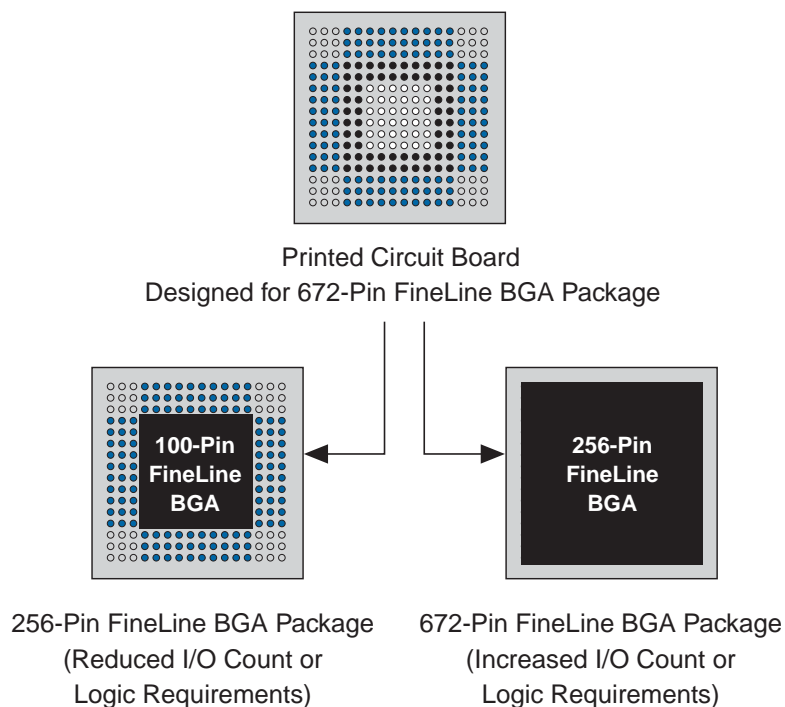 Printed Circuit Board
Designed for 672-Pin FineLine BGA Package
100-Pin
FineLine
BGA
256-Pin
FineLine
BGA
256-Pin FineLine BGA Package
(Reduced I/O Count or
Logic Requirements)
672-Pin FineLine BGA Package
(Increased I/O Count or
Logic Requirements)